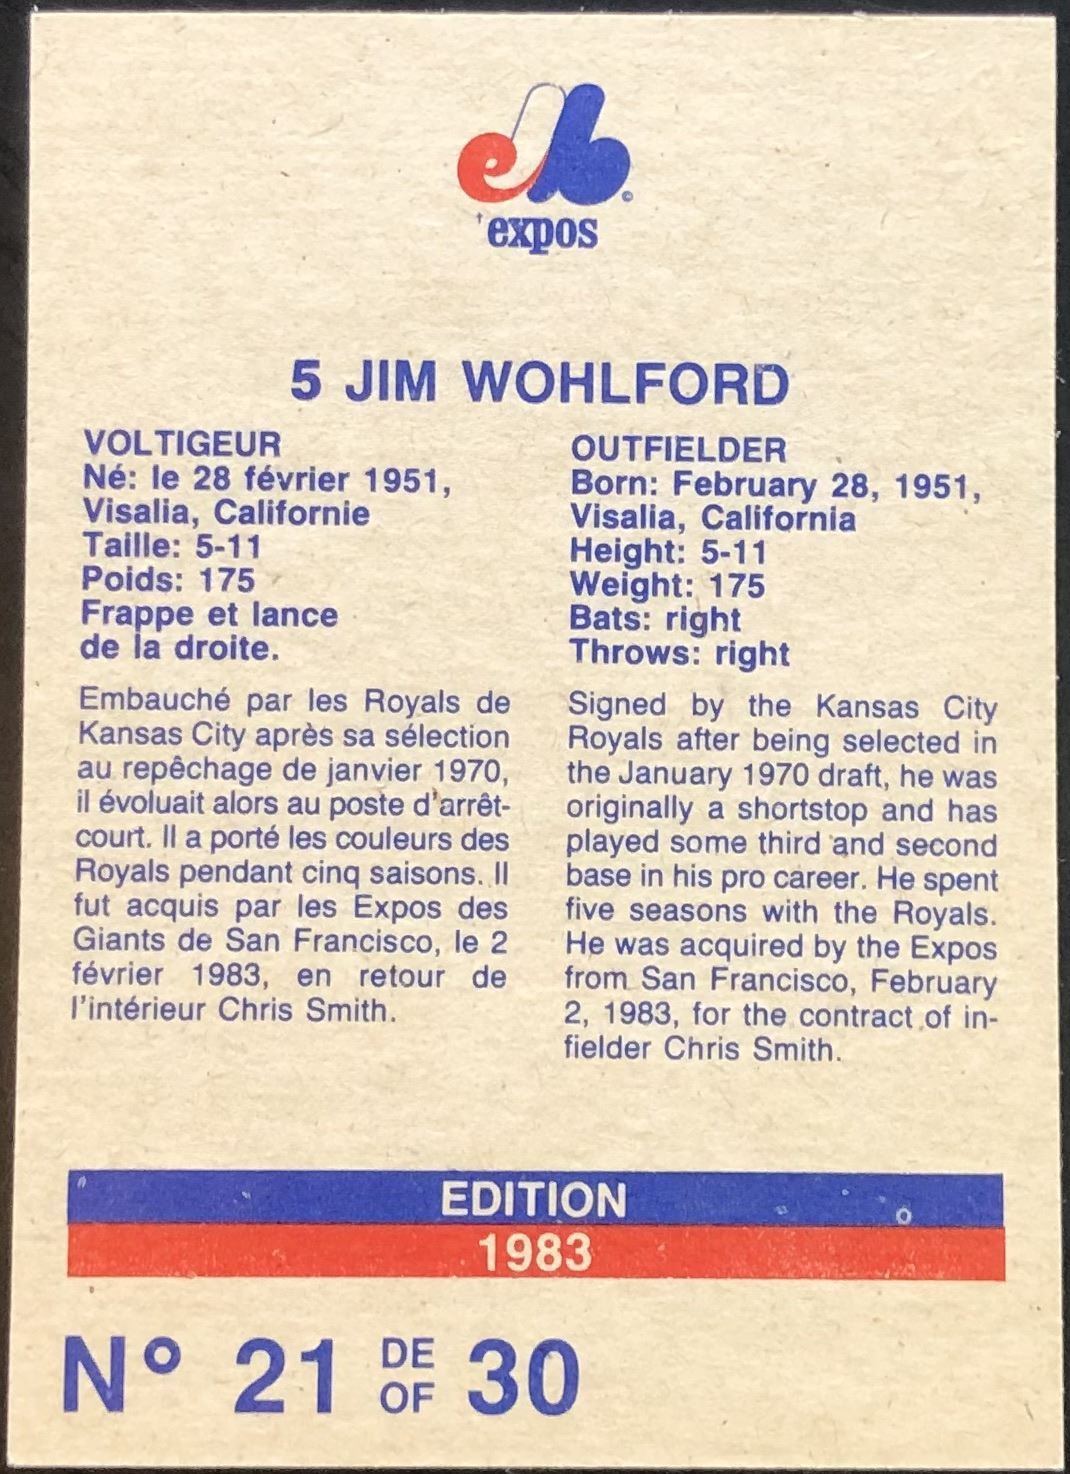 expos
5 JIM WOHLFORD
VOLTIGEUR
Né: le 28 février 1951,
Visalia, Californie
Taille: 5-11
Poids: 175
Frappe et lance
de la droite.
Embauché par les Royals de
Kansas City après sa sélection
au repêchage de janvier 1970,
il évoluait alors au poste d'arrêt-
court. Il a porté les couleurs des
Royals pendant cinq saisons. Il
fut acquis par les Expos des
Giants de San Francisco, le 2
février 1983, en retour de
l'intérieur Chris Smith.
OUTFIELDER
Born: February 28, 1951,
Visalia, California
Height: 5-11
Weight: 175
Bats: right
Throws: right
Signed by the Kansas City
Royals after being selected in
the January 1970 draft, he was
originally a shortstop and has
played some third and second
base in his pro career. He spent
five seasons with the Royals.
He was acquired by the Expos
from San Francisco, February
2, 1983, for the contract of in-
fielder Chris Smith.
EDITION
1983
Nº 21 DE OF 30